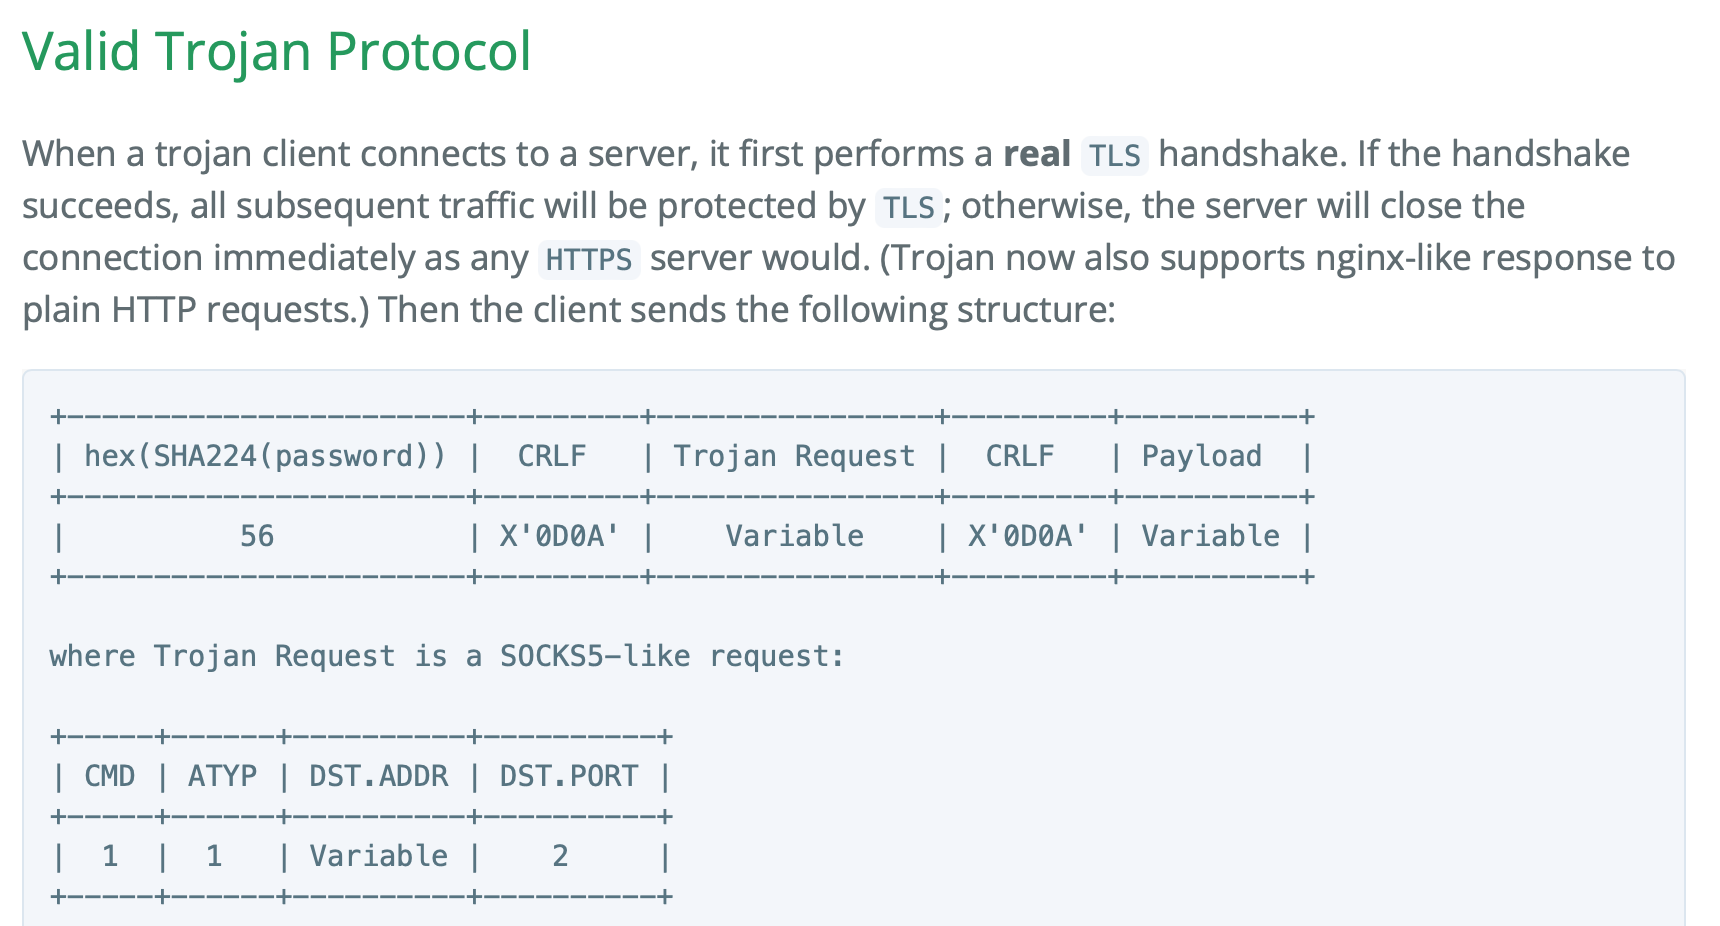 Valid Trojan Protocol
When a trojan client connects to a server, it first performs a real TLS handshake. If the handshake
succeeds, all subsequent traffic will be protected by TLS; otherwise, the server will close the
connection immediately as any HTTPS server would. (Trojan now also supports nginx-like response to
plain HTTP requests.) Then the client sends the following structure:
+-----------------------+---------+----------------+---------+----------+
| hex(SHA224(password)) |  CRLF   | Trojan Request |  CRLF   | Payload  |
+-----------------------+---------+----------------+---------+----------+
|          56           | X'0D0A' |    Variable    | X'0D0A' | Variable |
+-----------------------+---------+----------------+---------+----------+
where Trojan Request is a SOCKS5-like request:
+-----+------+----------+----------+
| CMD | ATYP | DST.ADDR | DST.PORT |
+-----+------+----------+----------+
|  1  |  1   | Variable |    2     |
+-----+------+----------+----------+